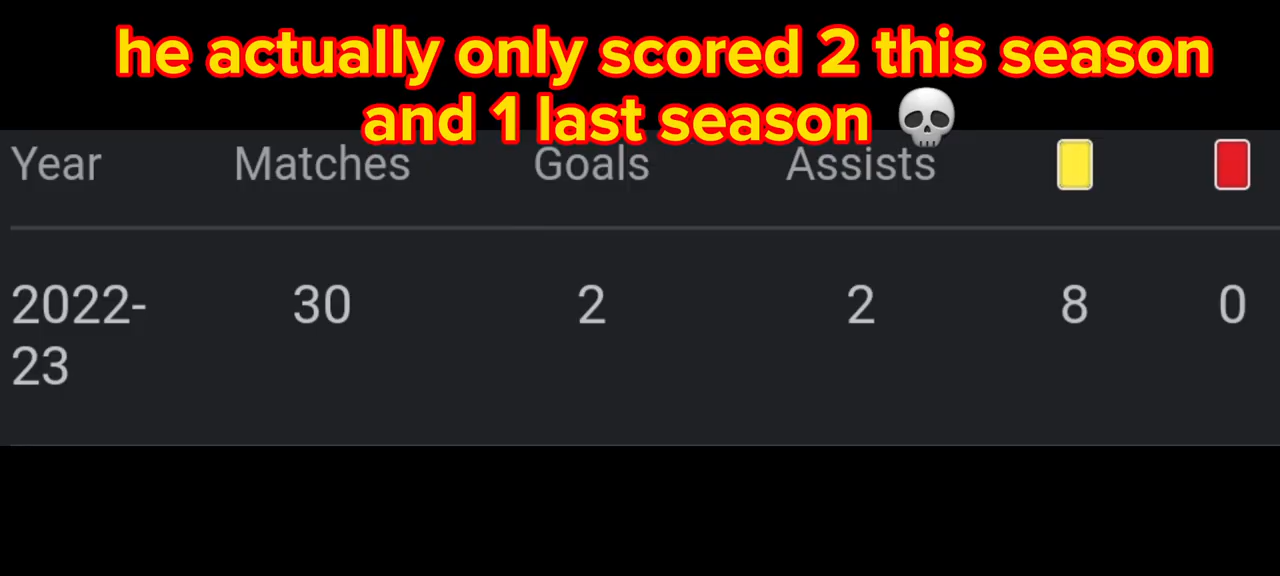 he actually only scored 2 this season
and 1 last season 💀
Year Matches Goals Assists
2022- 30 2 2 8 0
23